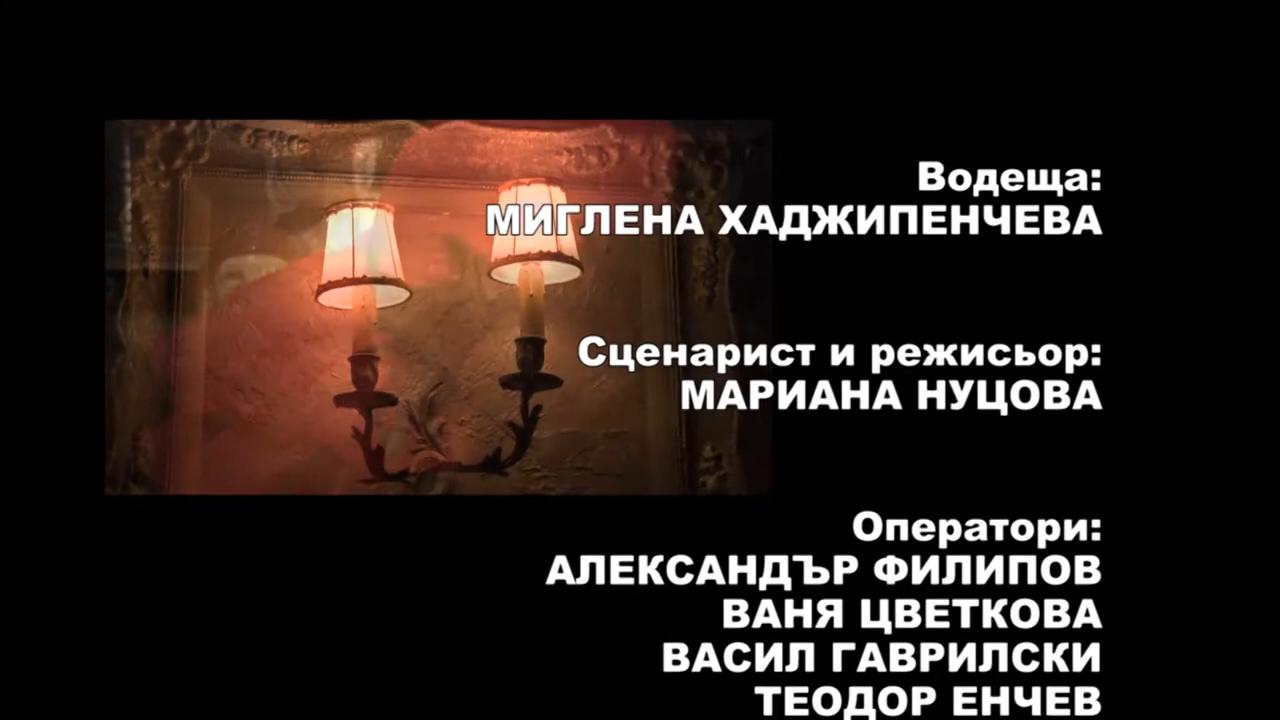 Водеща:
МИГЛЕНА ХАДЖИПЕНЧЕВА
Сценарист и режисьор:
МАРИАНА НУЦОВА
Оператори:
АЛЕКСАНДЪР ФИЛИПОВ
ВАНЯ ЦВЕТКОВА
ВАСИЛ ГАВРИЛСКИ
ТЕОДОР ЕНЧЕВ